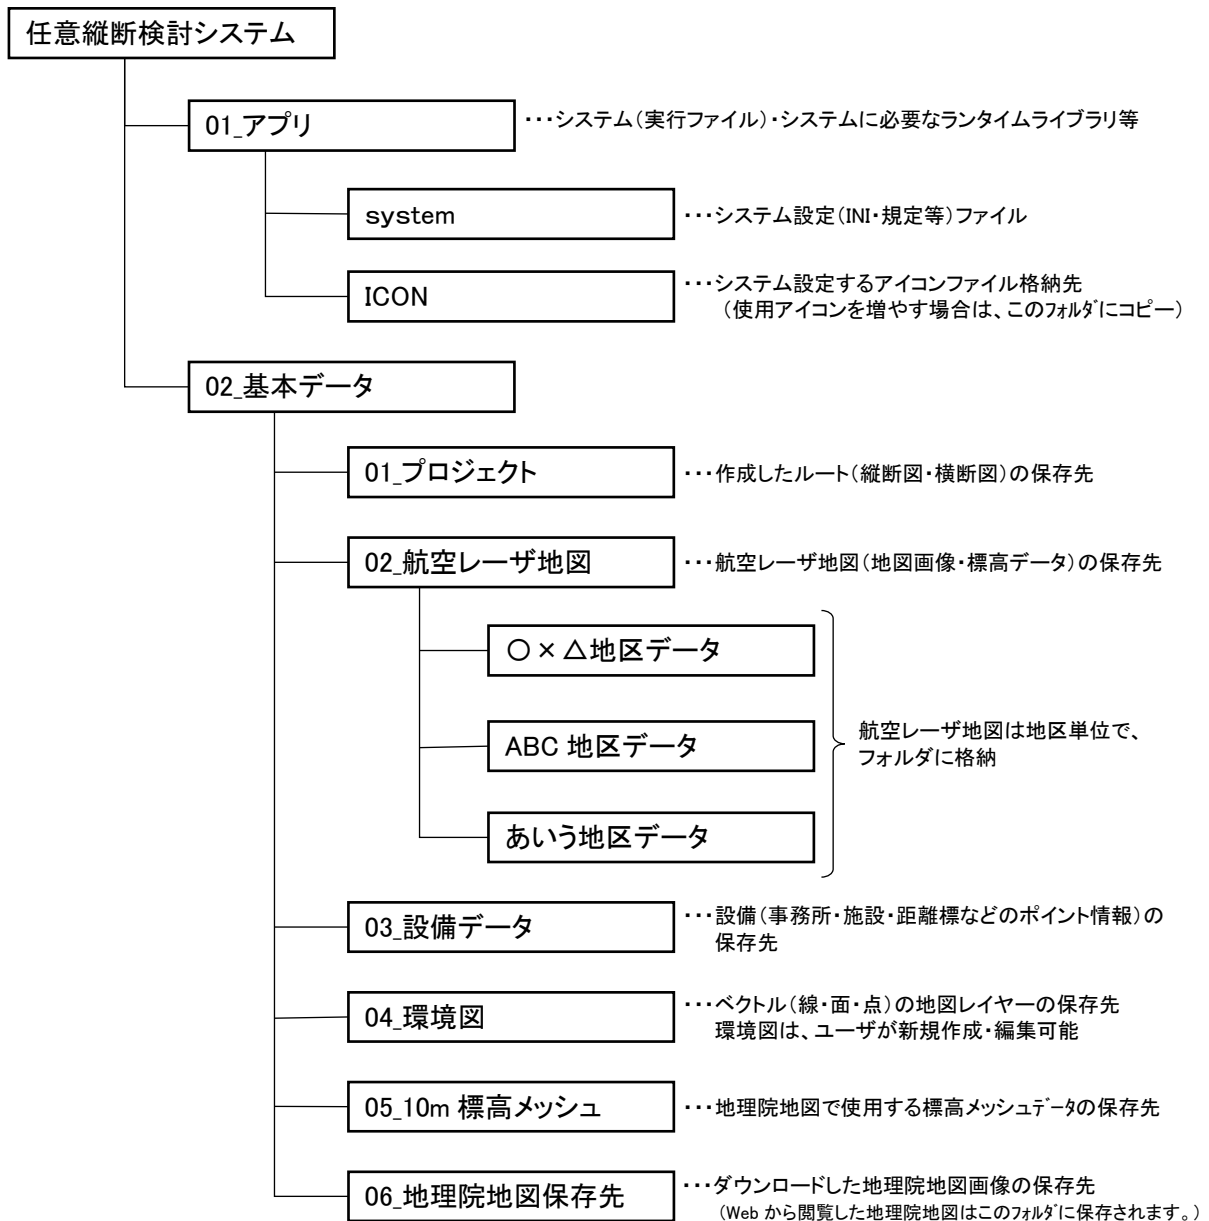 任意縦断検討システム
01_アプリ
・・・システム（実行ファイル）・システムに必要なランタイムライブラリ等
system
・・・システム設定（INI・規定等）ファイル
ICON
・・・システム設定するアイコンファイル格納先
（使用アイコンを増やす場合は、このﾌｫﾙﾀﾞにコピー）
02_基本データ
01_プロジェクト
・・・作成したルート（縦断図・横断図）の保存先
02_航空レーザ地図
・・・航空レーザ地図（地図画像・標高データ）の保存先
〇×△地区データ
ABC 地区データ
航空レーザ地図は地区単位で、
フォルダに格納
あいう地区データ
03_設備データ
・・・設備（事務所・施設・距離標などのポイント情報）の
保存先
04_環境図
・・・ベクトル（線・面・点）の地図レイヤーの保存先
環境図は、ユーザが新規作成・編集可能
05_10m 標高メッシュ
・・・地理院地図で使用する標高メッシュﾃﾞｰﾀの保存先
06_地理院地図保存先
・・・ダウンロードした地理院地図画像の保存先
（Web から閲覧した地理院地図はこのﾌｫﾙﾀﾞに保存されます。）